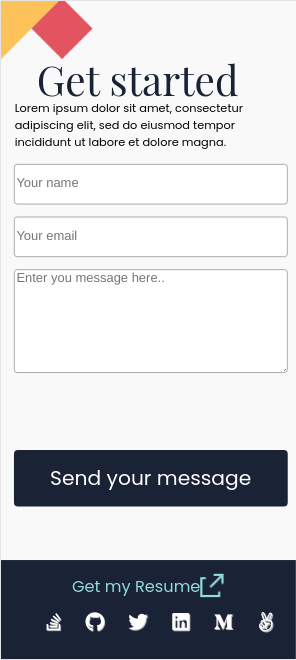 Get started
Lorem ipsum dolor sit amet, consectetur
adipiscing elit, sed do eiusmod tempor
incididunt ut labore et dolore magna.
Your name
Your email
Enter you message here..
Send your message
Get my Resume